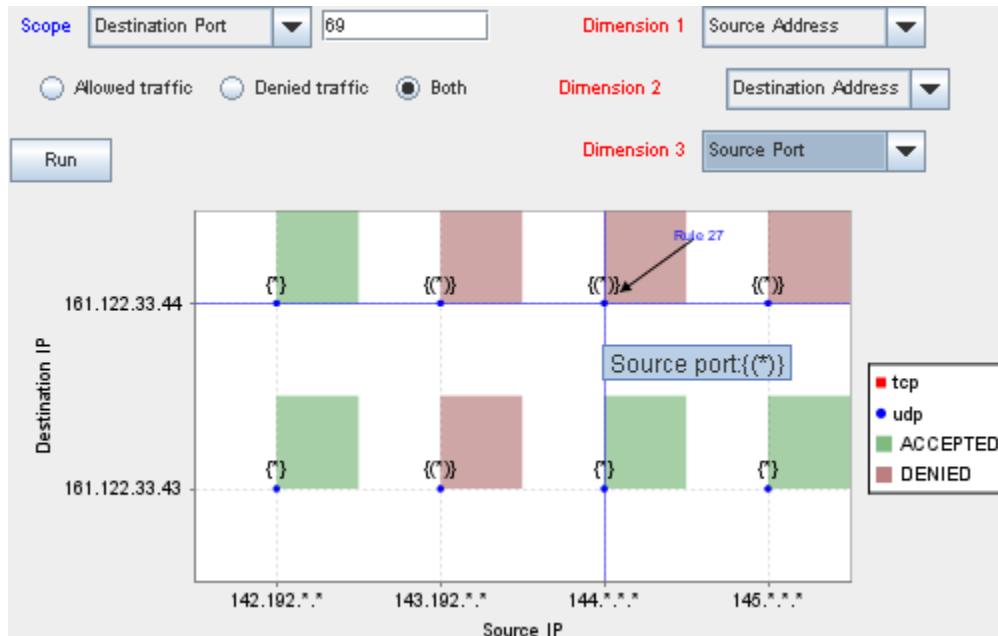 Scope Destination Port 69 Dimension 1 Source Address
Allowed traffic Denied traffic Both Dimension 2 Destination Address
Run Dimension 3 Source Port
Rule 27
{*} {(*)} {(*)} {(*)}
161.122.33.44
Source port:{(*)}
Destination IP
tcp
udp
ACCEPTED
DENIED
{*} {(*)} {*} {*}
161.122.33.43
142.192.*.* 143.192.*.* 144.*.*.* 145.*.*.*
Source IP